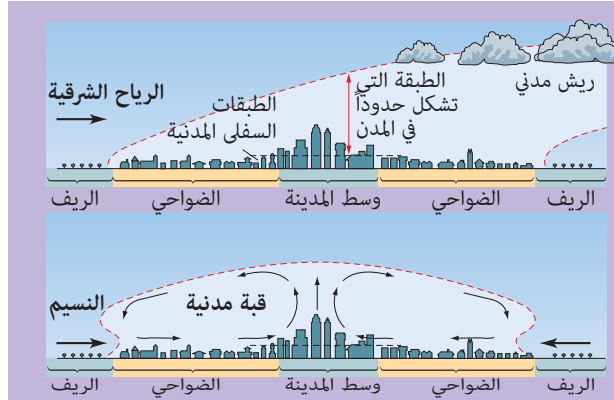 ريش مدني
الطبقة التي
تشكل حدوداً
في المدن
الطبقات
السفلى المدنية
الرياح الشرقية
الريف
الضواحي
وسط المدينة
الضواحي
الريف
قبة مدنية
النسيم
الريف
الضواحي
وسط المدينة
الضواحي
الريف